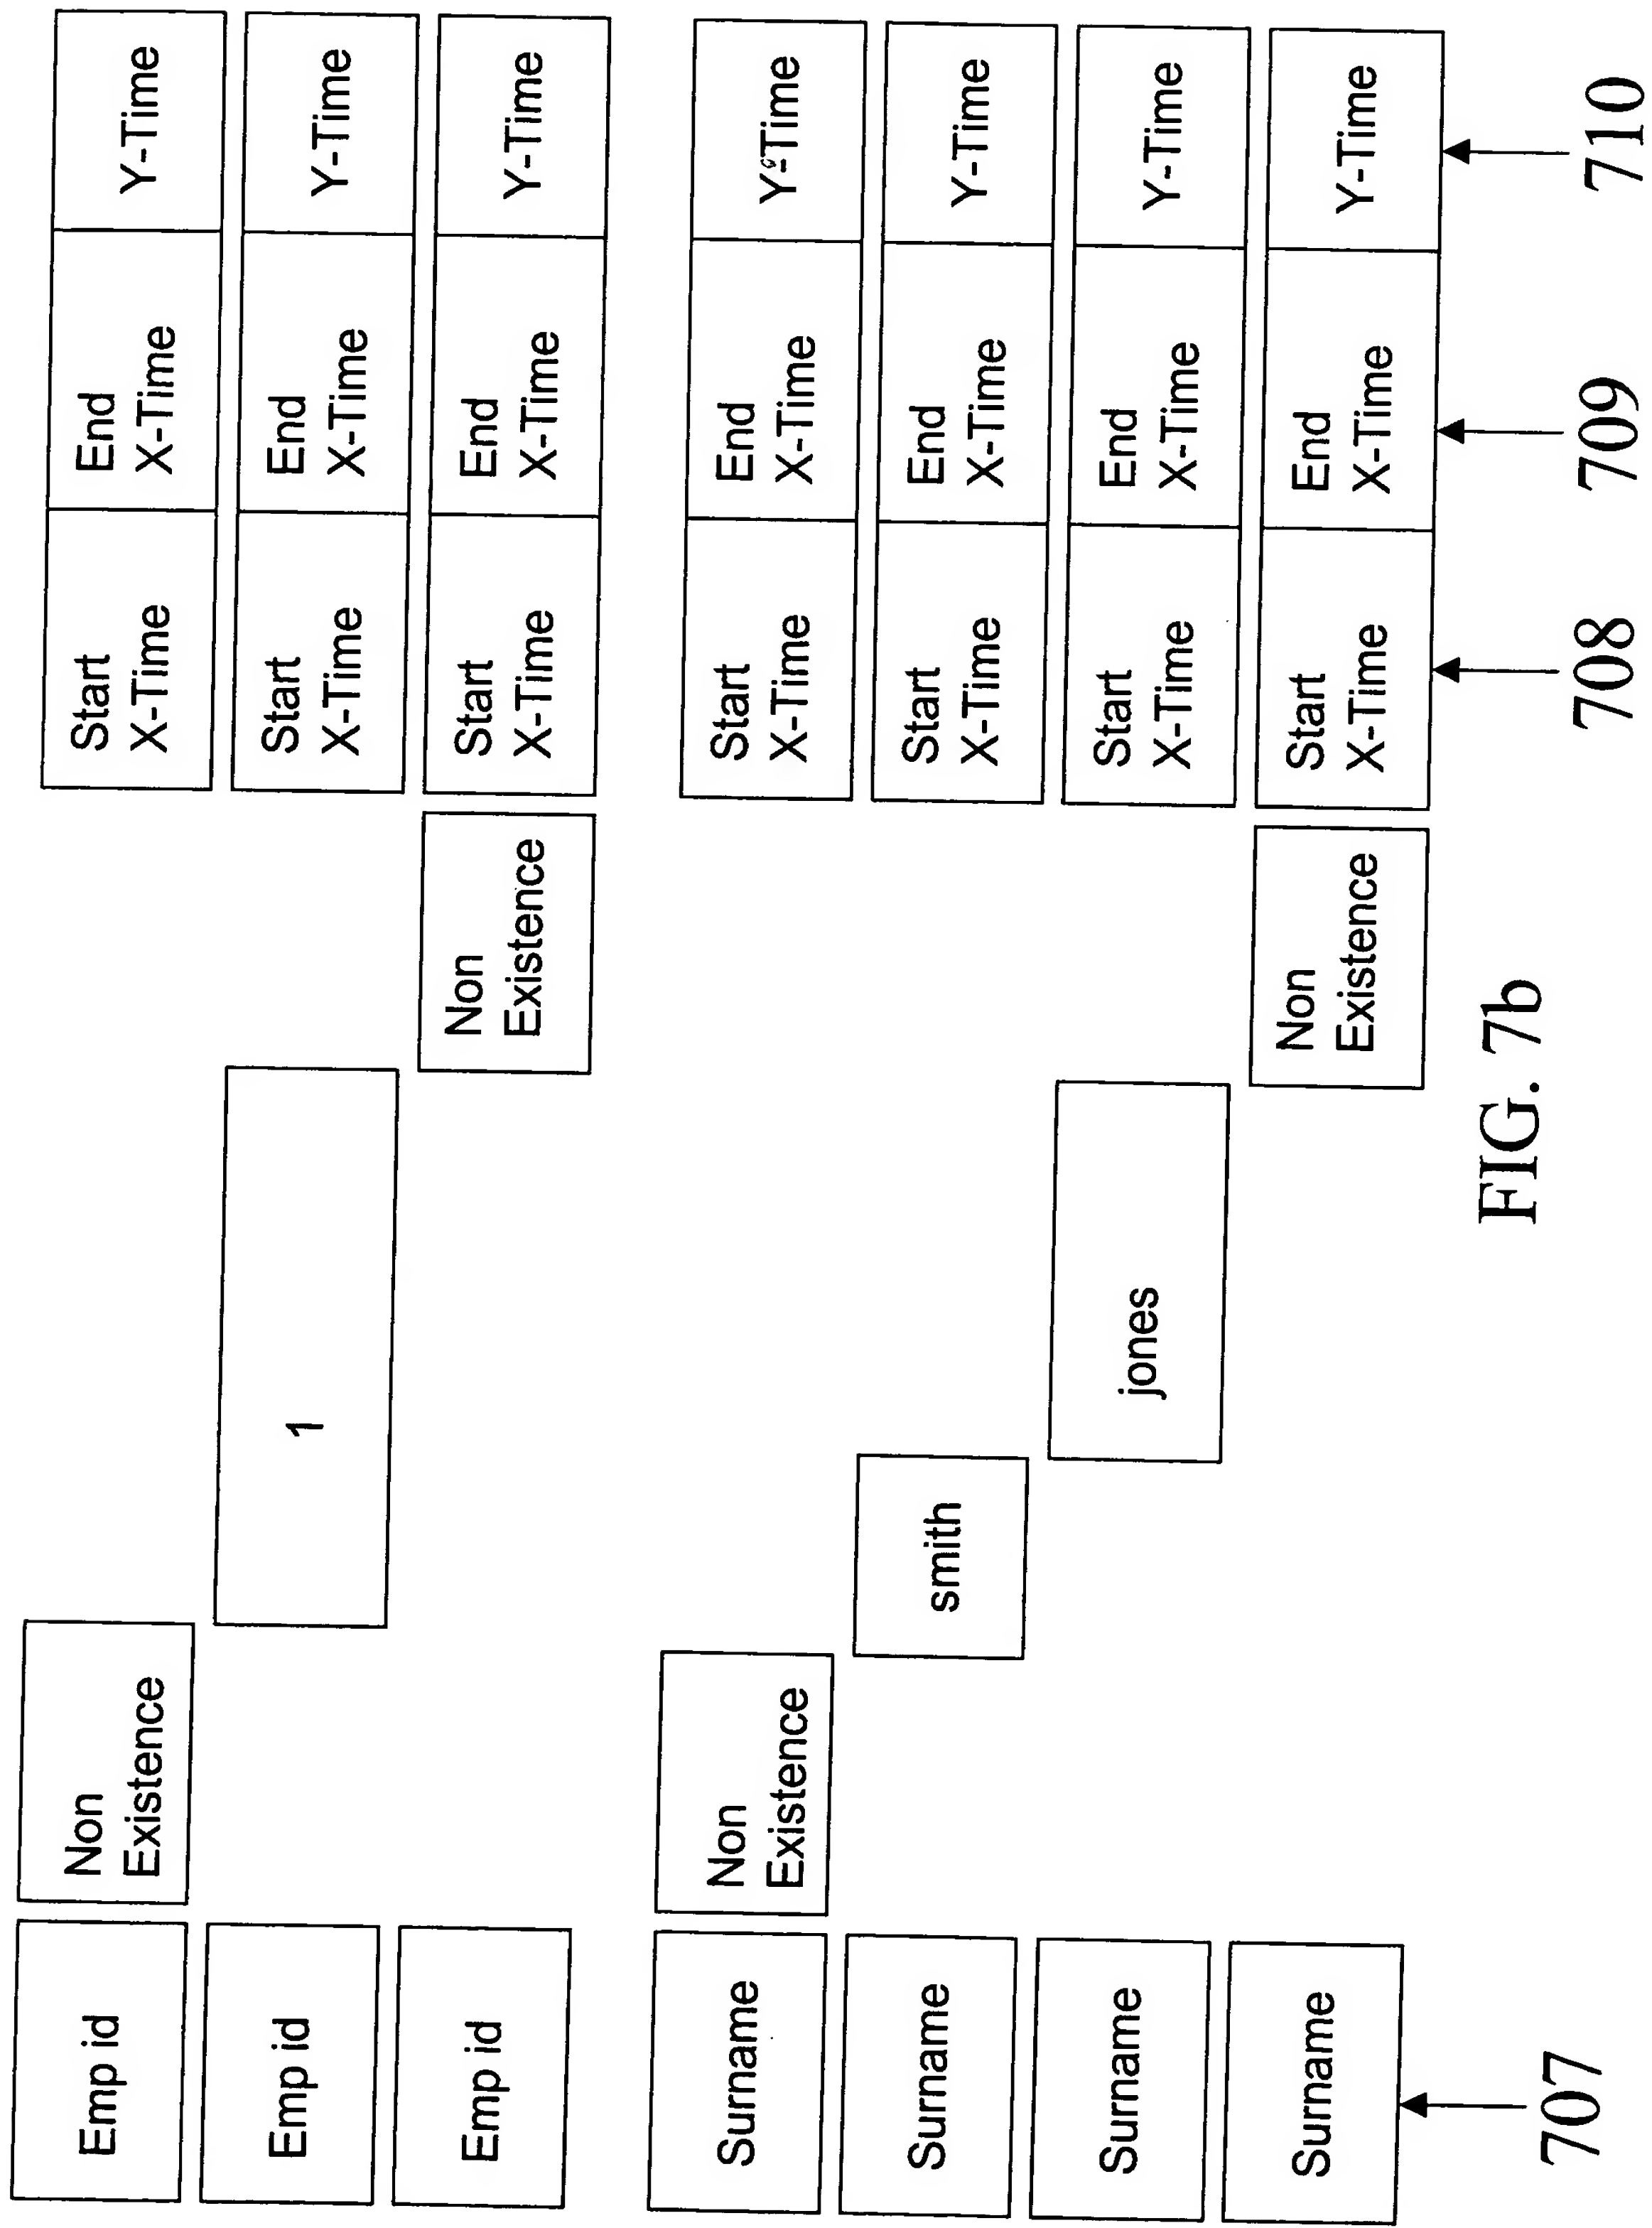 Emp id
Non
Existence
Start
X-Time
End
X-Time
Y-Time
Emp id
1
Start
X-Time
End
X-Time
Y-Time
Emp id
Non
Existence
Start
X-Time
End
X-Time
Y-Time
Surname
Non
Existence
Start
X-Time
End
X-Time
Y-Time
Surname
smith
Start
X-Time
End
X-Time
Y-Time
Surname
jones
Start
X-Time
End
X-Time
Y-Time
Surname
Non
Existence
Start
X-Time
End
X-Time
Y-Time
707
708
709
710
FIG. 7b